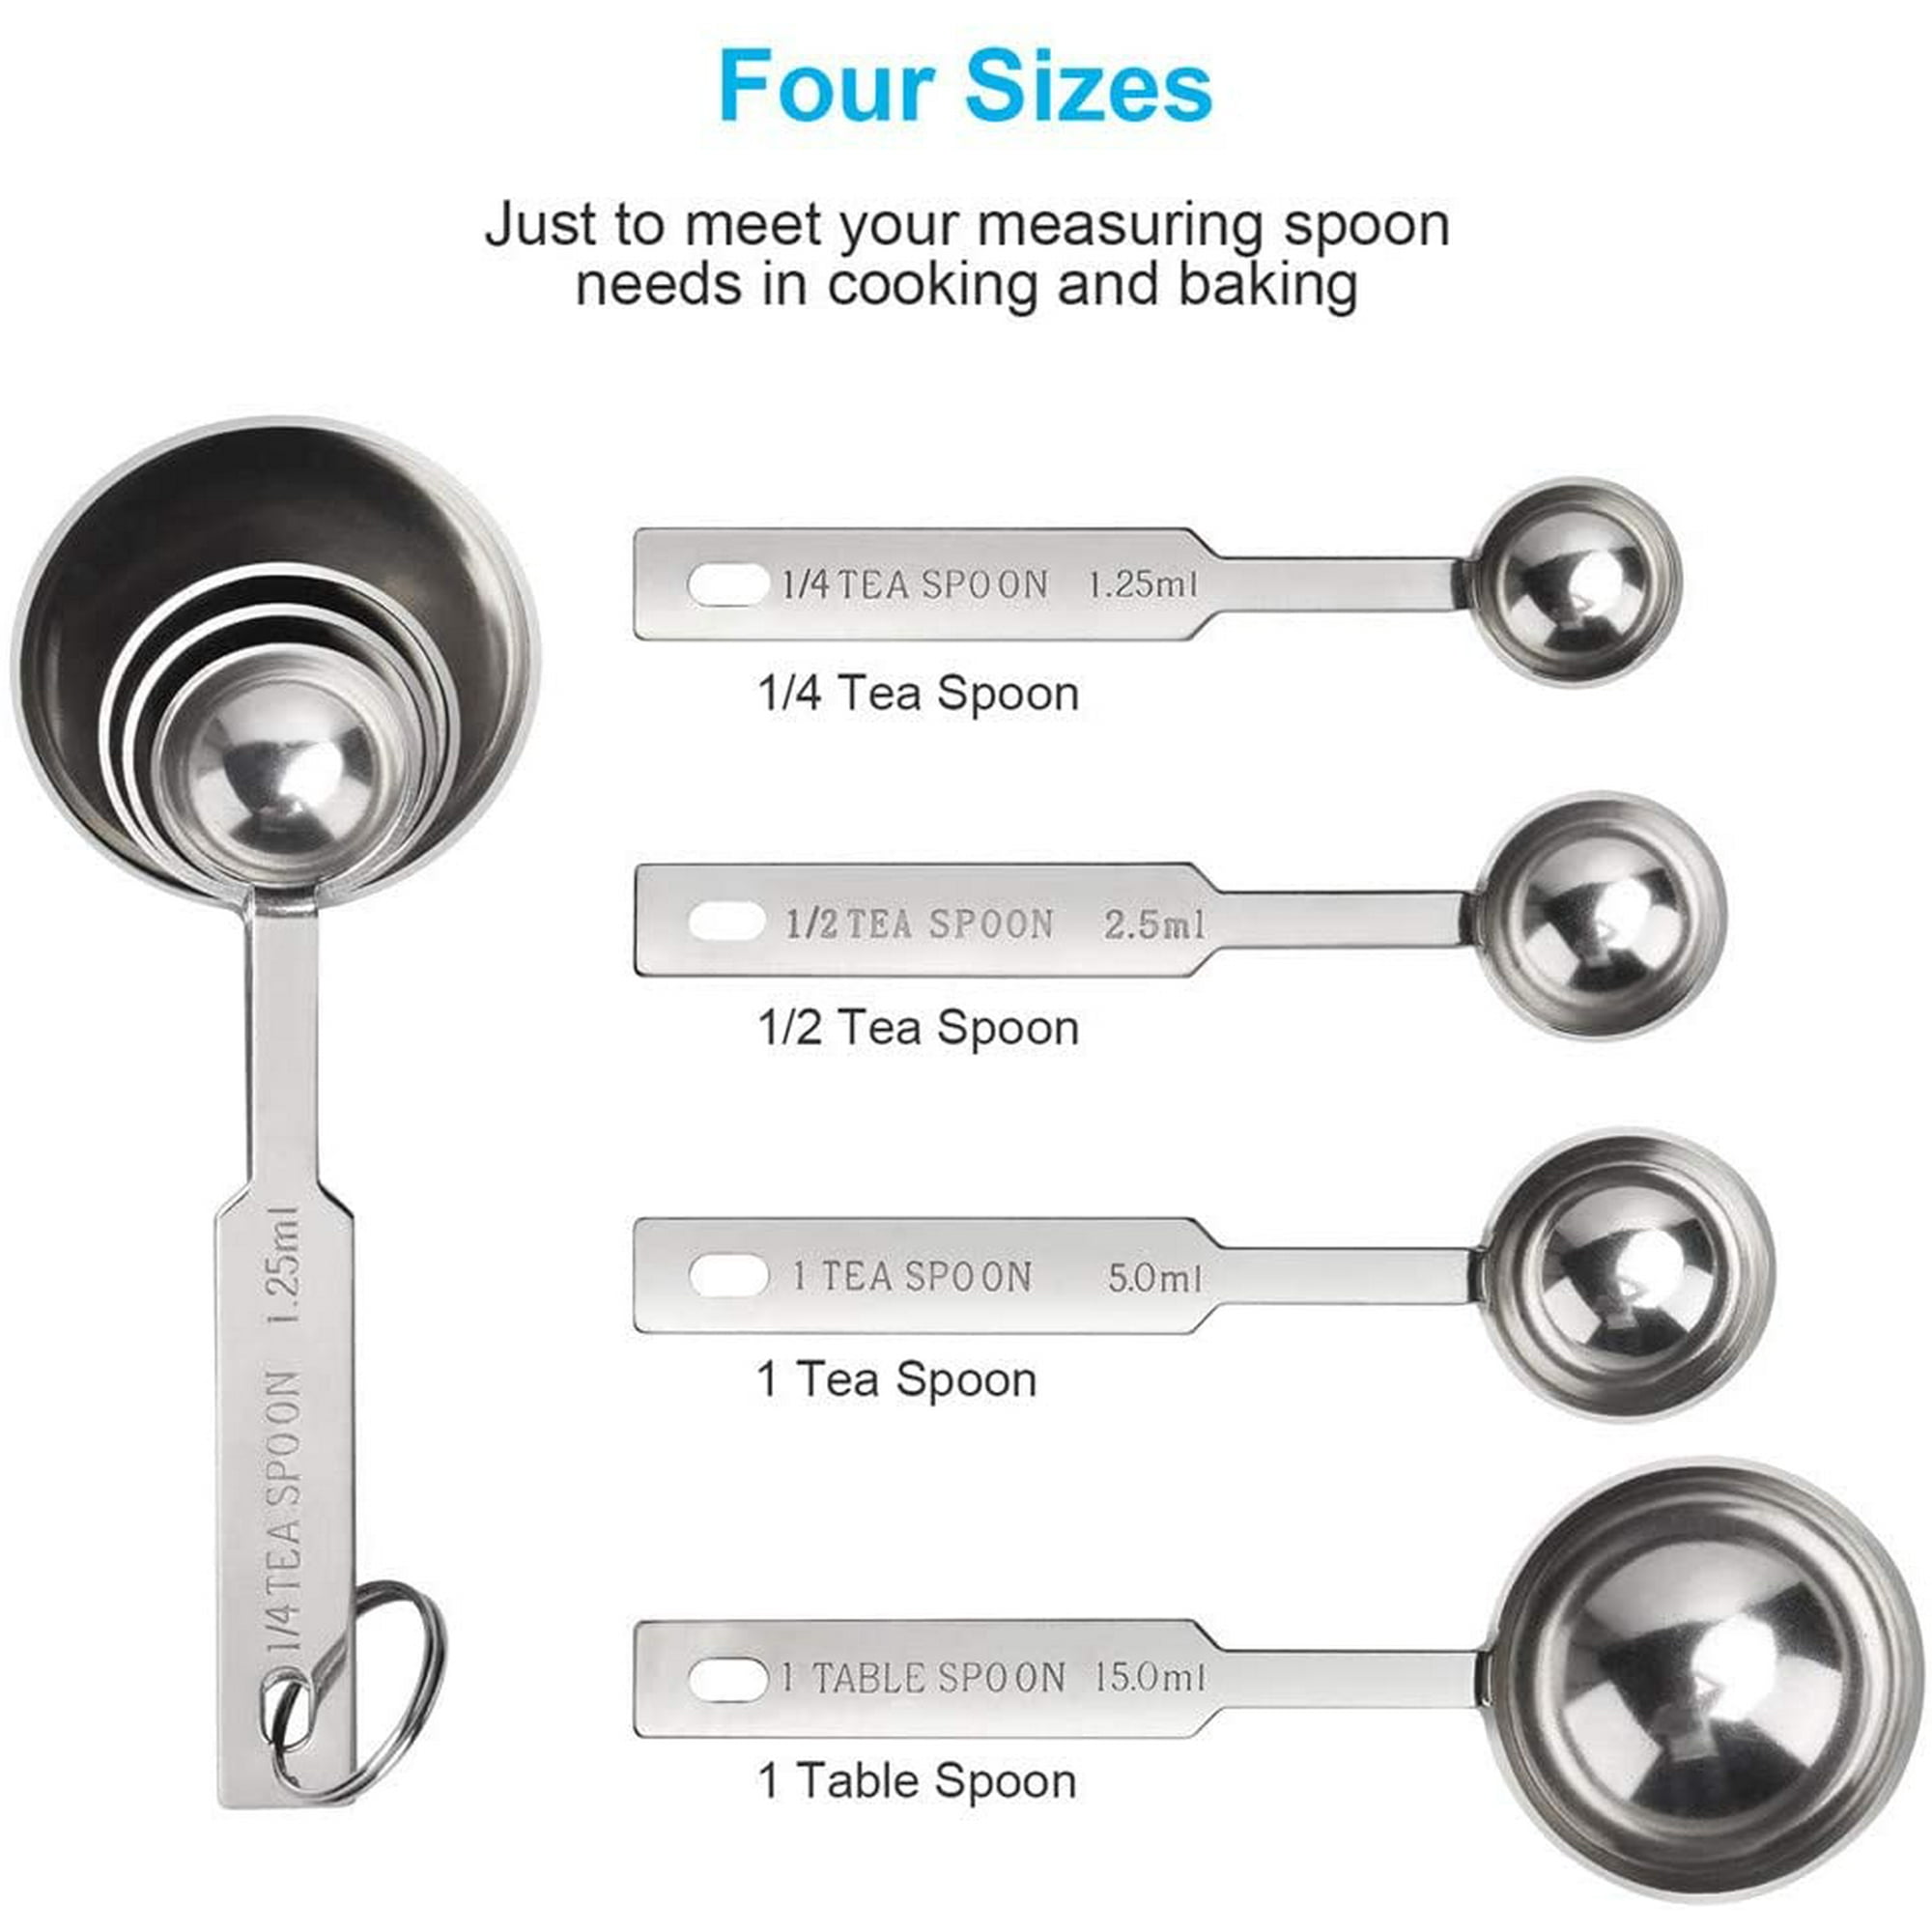 Four Sizes
Just to meet your measuring spoon
needs in cooking and baking
1/4 TEA SPOON 1.25ml
1/4 Tea Spoon
1/2 TEA SPOON 2.5ml
1/2 Tea Spoon
1 TEA SPOON 5.0ml
1 Tea Spoon
1 TABLE SPOON 15.0ml
1 Table Spoon
1/4 TEA SPOON 1.25ml